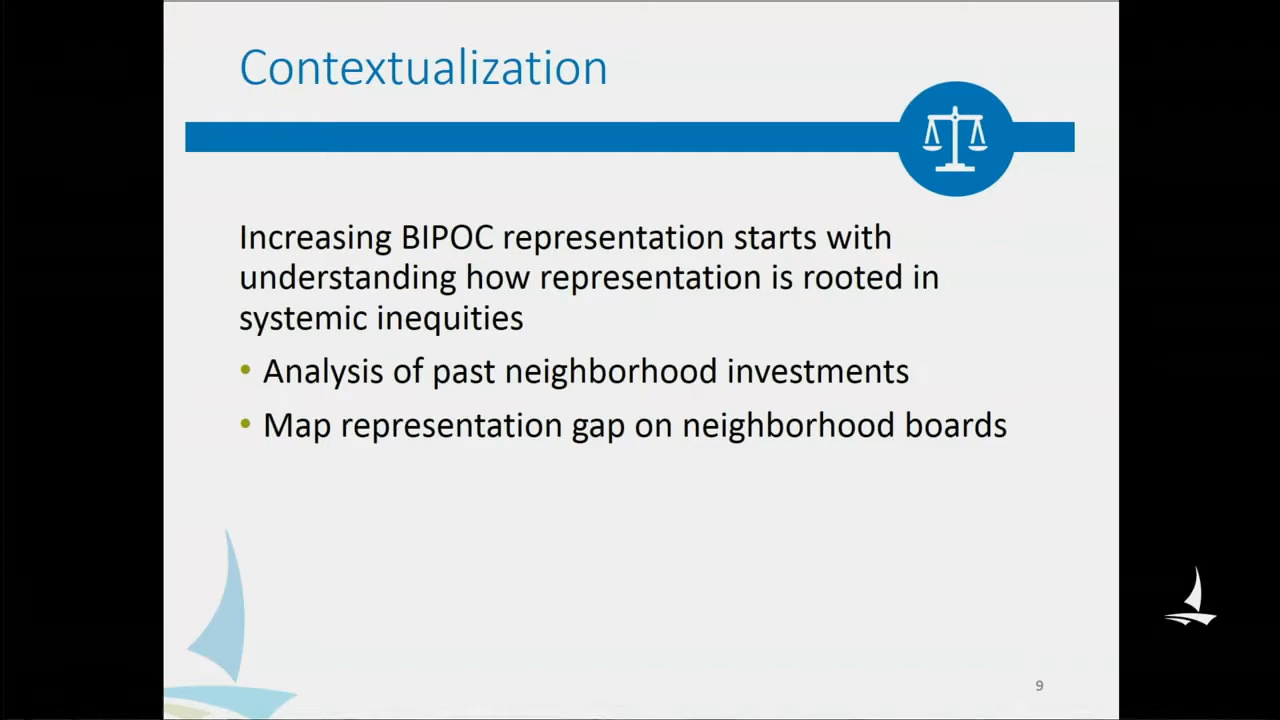 Contextualization
Increasing BIPOC representation starts with
understanding how representation is rooted in
systemic inequities
• Analysis of past neighborhood investments
• Map representation gap on neighborhood boards
9